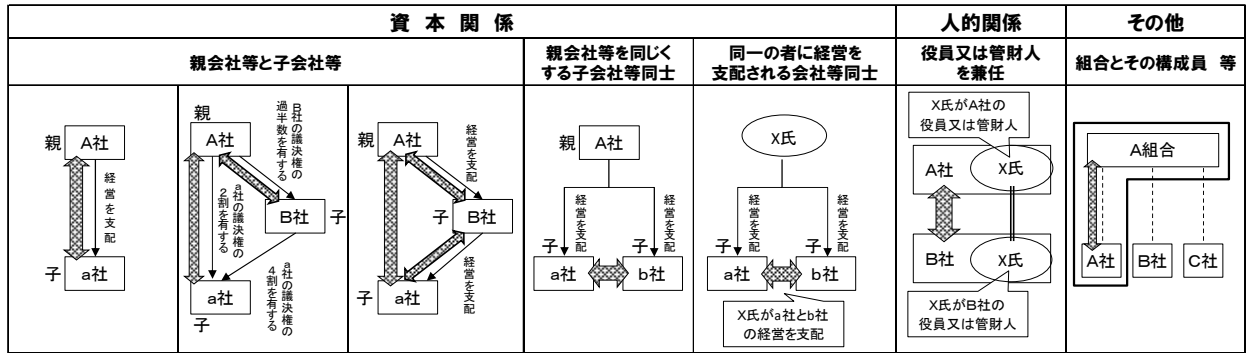 資本関係
人的関係
その他
親会社等と子会社等
親会社等を同じく
する子会社等同士
同一の者に経営を
支配される会社等同士
役員又は管財人
を兼任
組合とその構成員 等
親
A社
経営を支配
子
a社
親
A社
B社の議決権の
過半数を有する
a社の議決権の
2割を有する
B社
子
a社の議決権の
4割を有する
a社
子
親
A社
経営を支配
子
B社
経営を支配
子
a社
親
A社
経営を支配
経営を支配
子
子
a社
b社
X氏
経営を支配
経営を支配
子
子
a社
b社
X氏がa社とb社
の経営を支配
X氏がA社の
役員又は管財人
A社
X氏
B社
X氏
X氏がB社の
役員又は管財人
A組合
A社
B社
C社